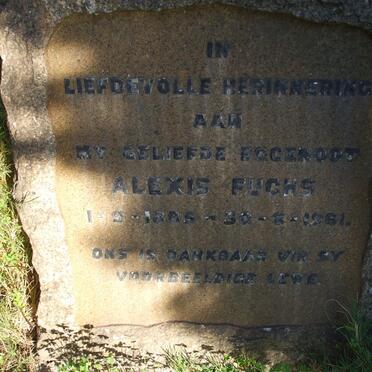 IN
LIEFDEVOLLE HERINNERING
AAN
MY GELIEFDE EGGENOOT
ALEXIS FUCHS
ONS IS DANKBAAR VIR SY
VOORBEELDIGE LEWE.